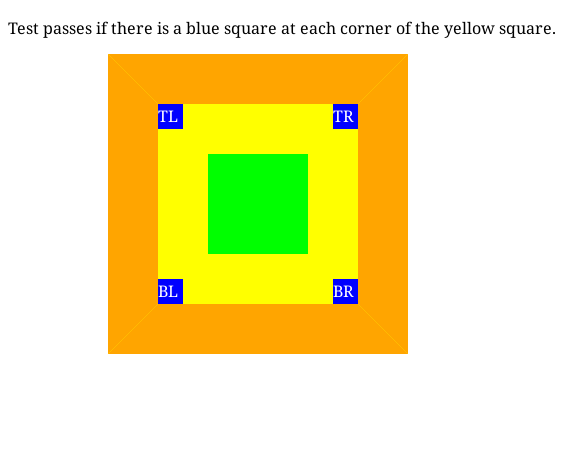 Test passes if there is a blue square at each corner of the yellow square.
TL TR
BL BR